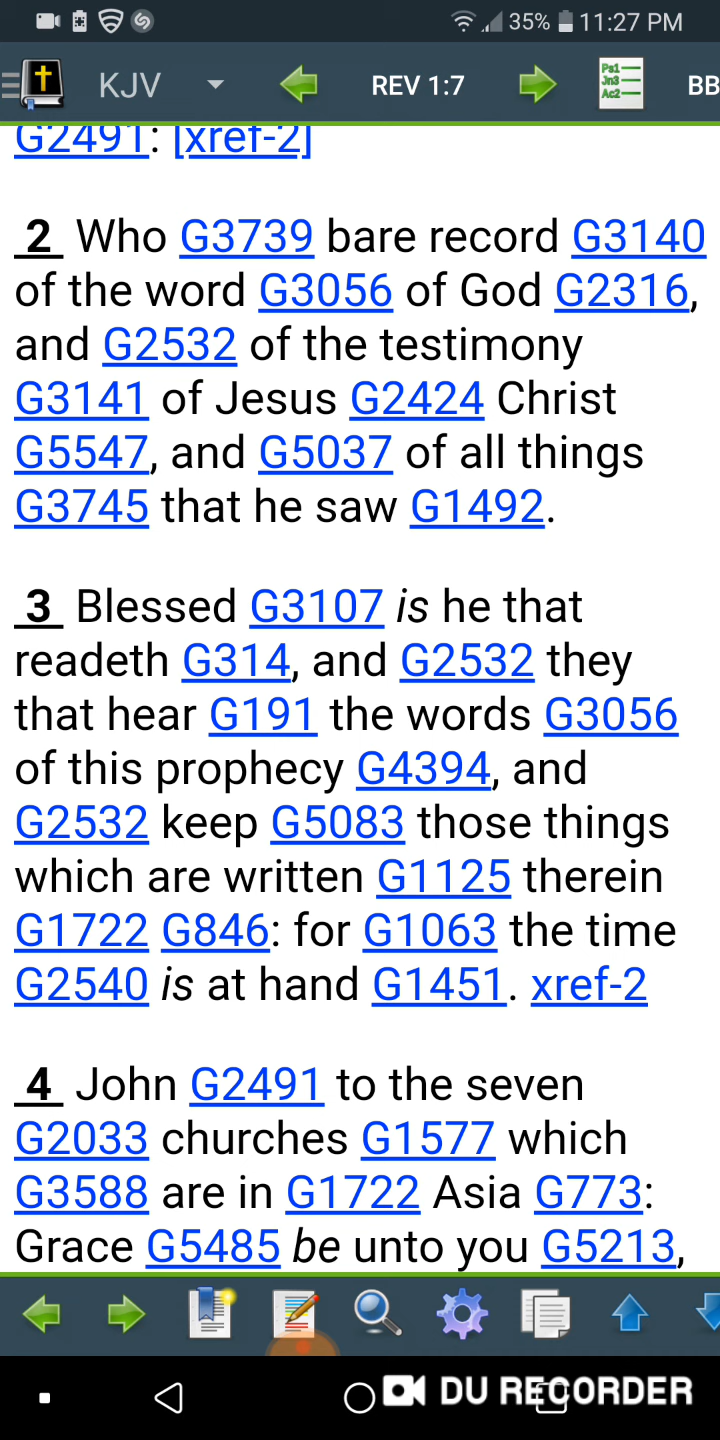 35% 11:27 PM
KJV REV 1:7 BB
Ps1
Jn3
Ac2
G2491: [xref-2]
2 Who G3739 bare record G3140
of the word G3056 of God G2316,
and G2532 of the testimony
G3141 of Jesus G2424 Christ
G5547, and G5037 of all things
G3745 that he saw G1492.
3 Blessed G3107 is he that
readeth G314, and G2532 they
that hear G191 the words G3056
of this prophecy G4394, and
G2532 keep G5083 those things
which are written G1125 therein
G1722 G846: for G1063 the time
G2540 is at hand G1451. xref-2
4 John G2491 to the seven
G2033 churches G1577 which
G3588 are in G1722 Asia G773:
Grace G5485 be unto you G5213,
DU RECORDER